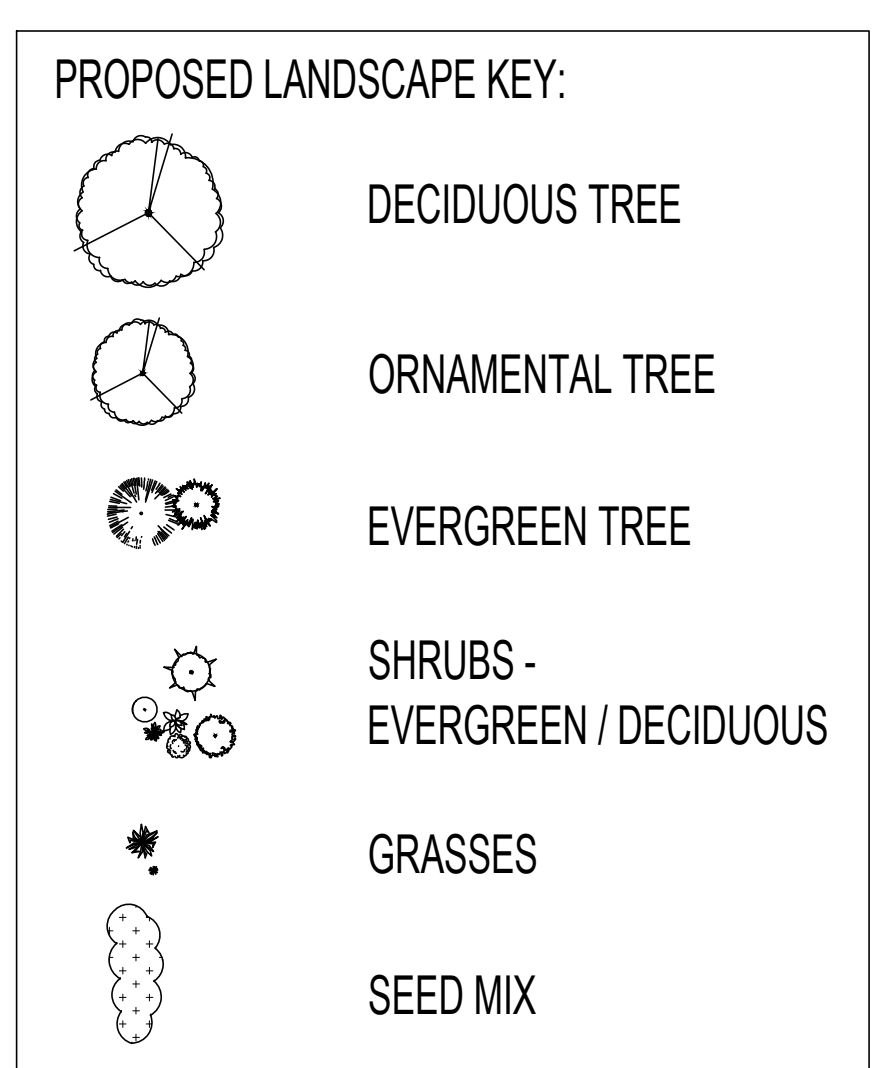 PROPOSED LANDSCAPE KEY:
DECIDUOUS TREE
ORNAMENTAL TREE
EVERGREEN TREE
SHRUBS -
EVERGREEN / DECIDUOUS
GRASSES
SEED MIX